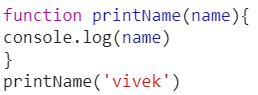 function printName(name){
console.log(name)
}
printName('vivek')